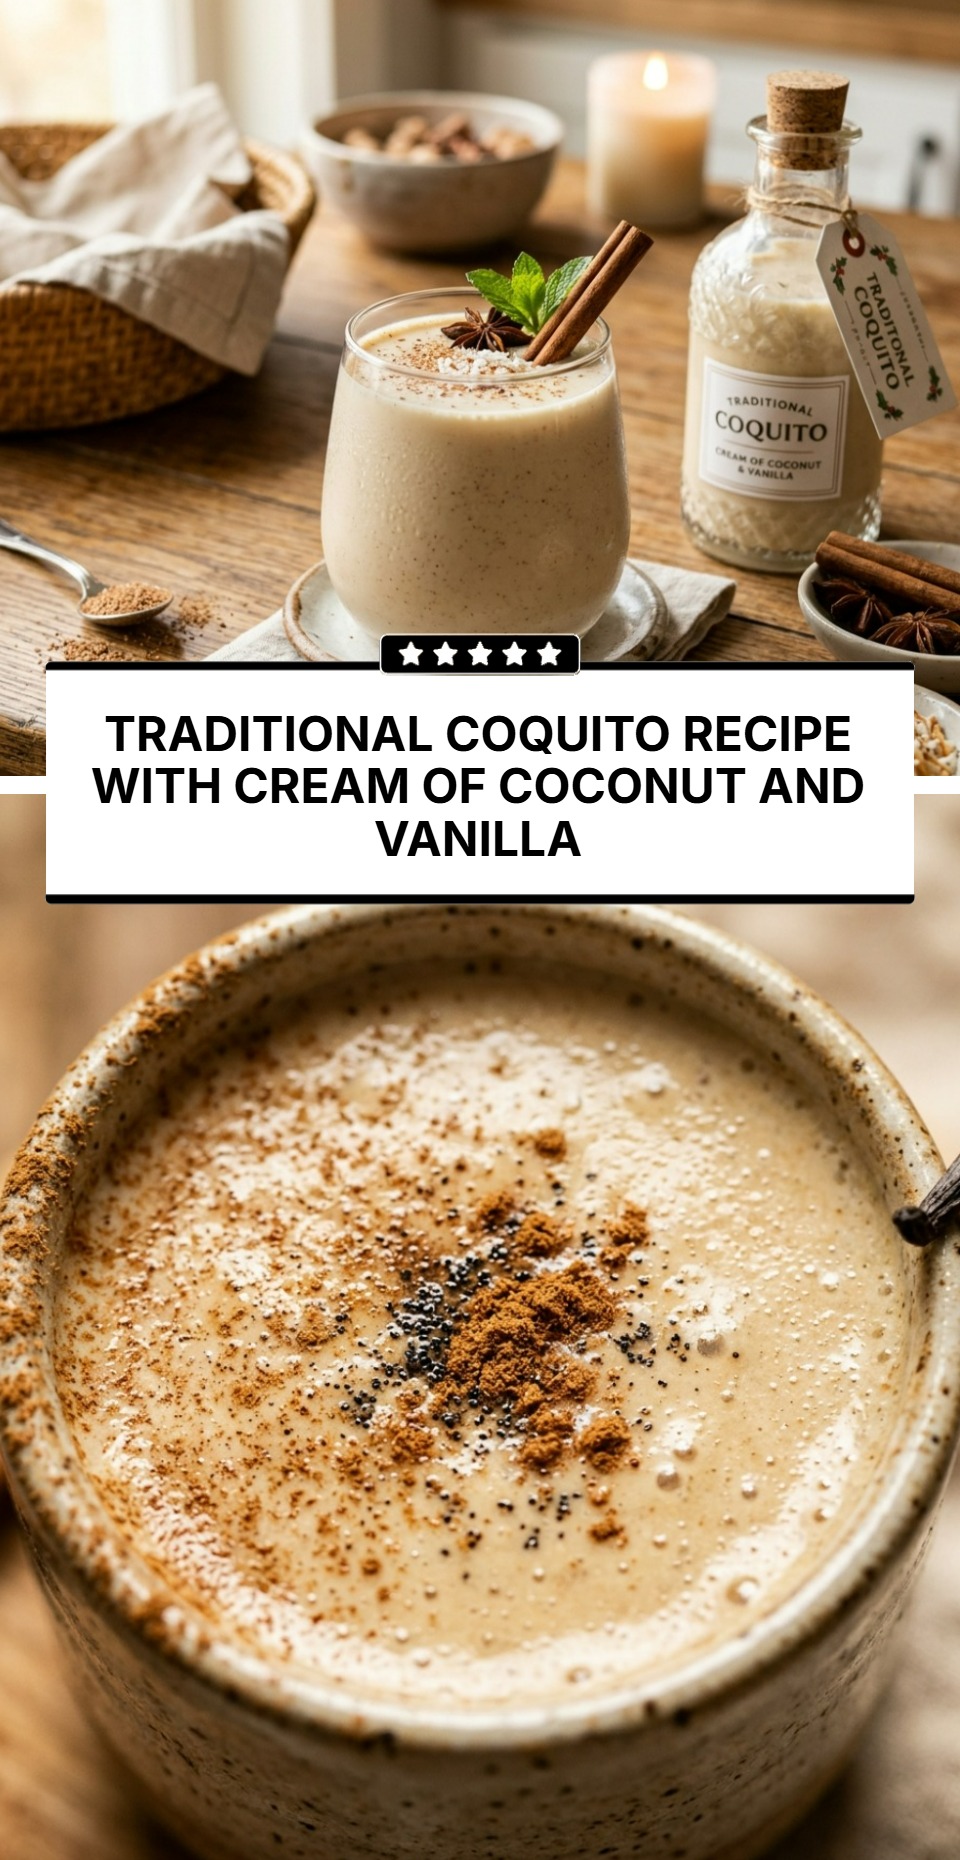 TRADITIONAL
COQUITO
TRADITIONAL
COQUITO
CREAM OF COCONUT
& VANILLA
TRADITIONAL COQUITO RECIPE
WITH CREAM OF COCONUT AND
VANILLA